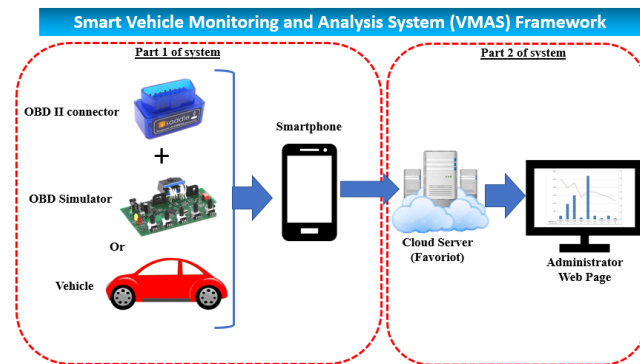 Smart Vehicle Monitoring and Analysis System (VMAS) Framework
Part 1 of system
Part 2 of system
OBD II connector
isaddle
+
Smartphone
OBD Simulator
Or
Vehicle
Cloud Server
(Favoriot)
Administrator
Web Page